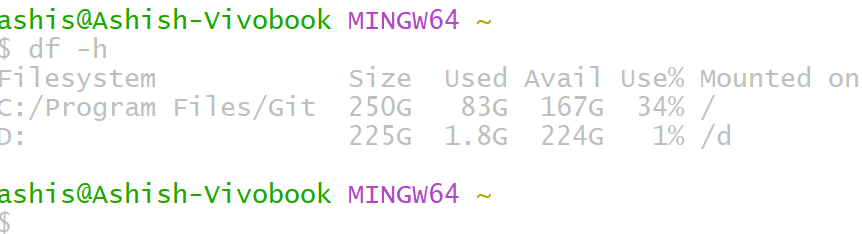 ashis@Ashish-Vivobook MINGW64 ~
$ df -h
Filesystem            Size  Used Avail Use% Mounted on
C:/Program Files/Git  250G   83G  167G  34% /
D:                    225G  1.8G  224G   1% /d
ashis@Ashish-Vivobook MINGW64 ~
$